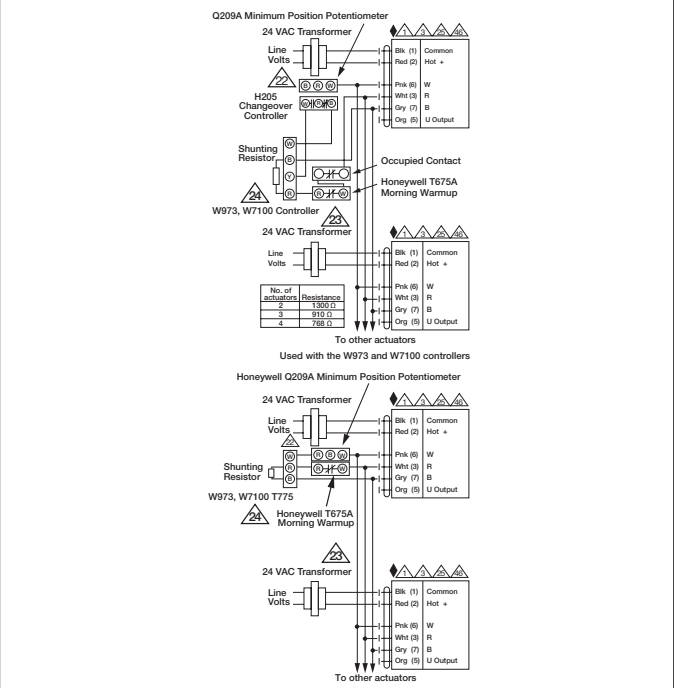 Q209A Minimum Position Potentiometer
24 VAC Transformer
Line
Volts
1 3 25 46
Blk (1) Common
Red (2) Hot +
Pnk (6) W
Wht (3) R
Gry (7) B
Org (5) U Output
22
B R W
H205
Changeover
Controller
W R B
Shunting
Resistor
W
B
Y
R
Occupied Contact
Honeywell T675A
Morning Warmup
R W
24
W973, W7100 Controller
23
24 VAC Transformer
Line
Volts
1 3 25 46
Blk (1) Common
Red (2) Hot +
Pnk (6) W
Wht (3) R
Gry (7) B
Org (5) U Output
No. of
actuators Resistance
2 1300 Ω
3 910 Ω
4 768 Ω
To other actuators
Used with the W973 and W7100 controllers
Honeywell Q209A Minimum Position Potentiometer
24 VAC Transformer
Line
Volts
1 3 25 46
Blk (1) Common
Red (2) Hot +
Pnk (6) W
Wht (3) R
Gry (7) B
Org (5) U Output
22
W
R
B
R B W
R W
Shunting
Resistor
W973, W7100 T775
24
Honeywell T675A
Morning Warmup
23
24 VAC Transformer
Line
Volts
1 3 25 46
Blk (1) Common
Red (2) Hot +
Pnk (6) W
Wht (3) R
Gry (7) B
Org (5) U Output
To other actuators